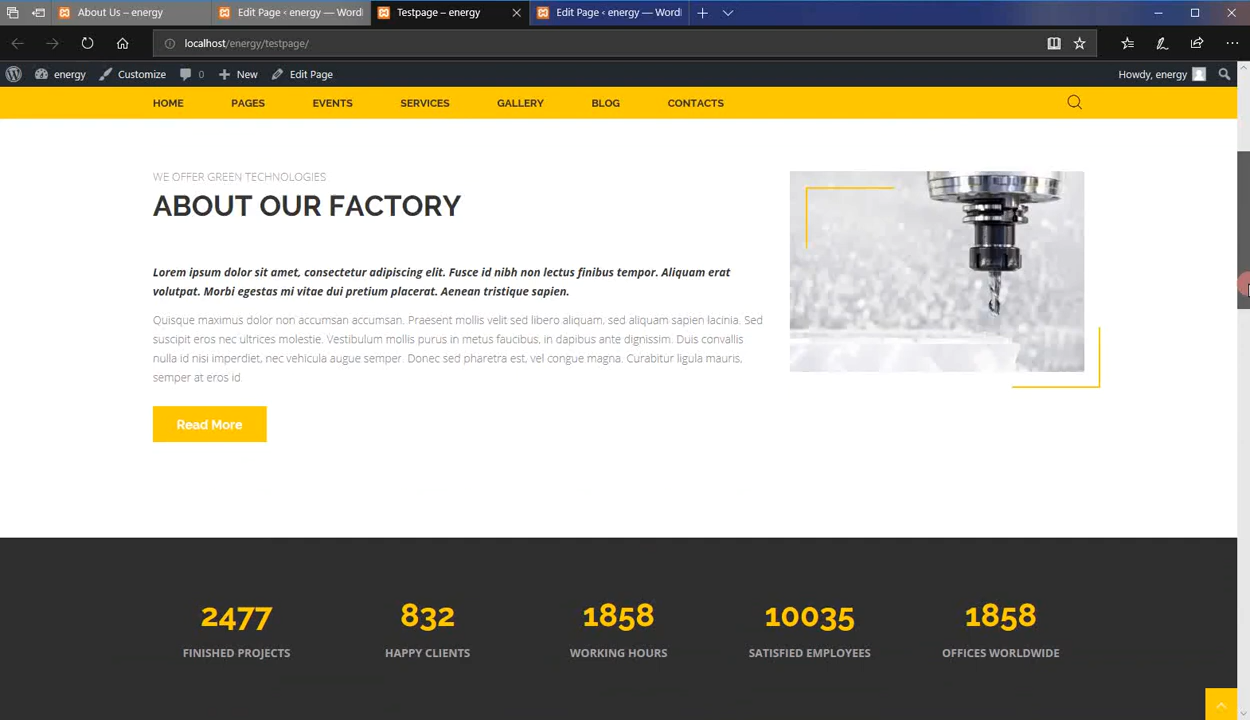 About Us – energy
Edit Page ‹ energy — Word
Testpage – energy
Edit Page ‹ energy — Word
localhost/energy/testpage/
energy
Customize
0
New
Edit Page
Howdy, energy
HOME
PAGES
EVENTS
SERVICES
GALLERY
BLOG
CONTACTS
WE OFFER GREEN TECHNOLOGIES
ABOUT OUR FACTORY
Lorem ipsum dolor sit amet, consectetur adipiscing elit. Fusce id nibh non lectus finibus tempor. Aliquam erat
volutpat. Morbi egestas mi vitae dui pretium placerat. Aenean tristique sapien.
Quisque maximus dolor non accumsan accumsan. Praesent mollis velit sed libero aliquam, sed aliquam sapien lacinia. Sed
suscipit eros nec ultrices molestie. Vestibulum mollis purus in metus faucibus, in dapibus ante dignissim. Duis convallis
nulla id nisi imperdiet, nec vehicula augue semper. Donec sed pharetra est, vel congue magna. Curabitur ligula mauris,
semper at eros id
Read More
2477
832
1858
10035
1858
FINISHED PROJECTS
HAPPY CLIENTS
WORKING HOURS
SATISFIED EMPLOYEES
OFFICES WORLDWIDE